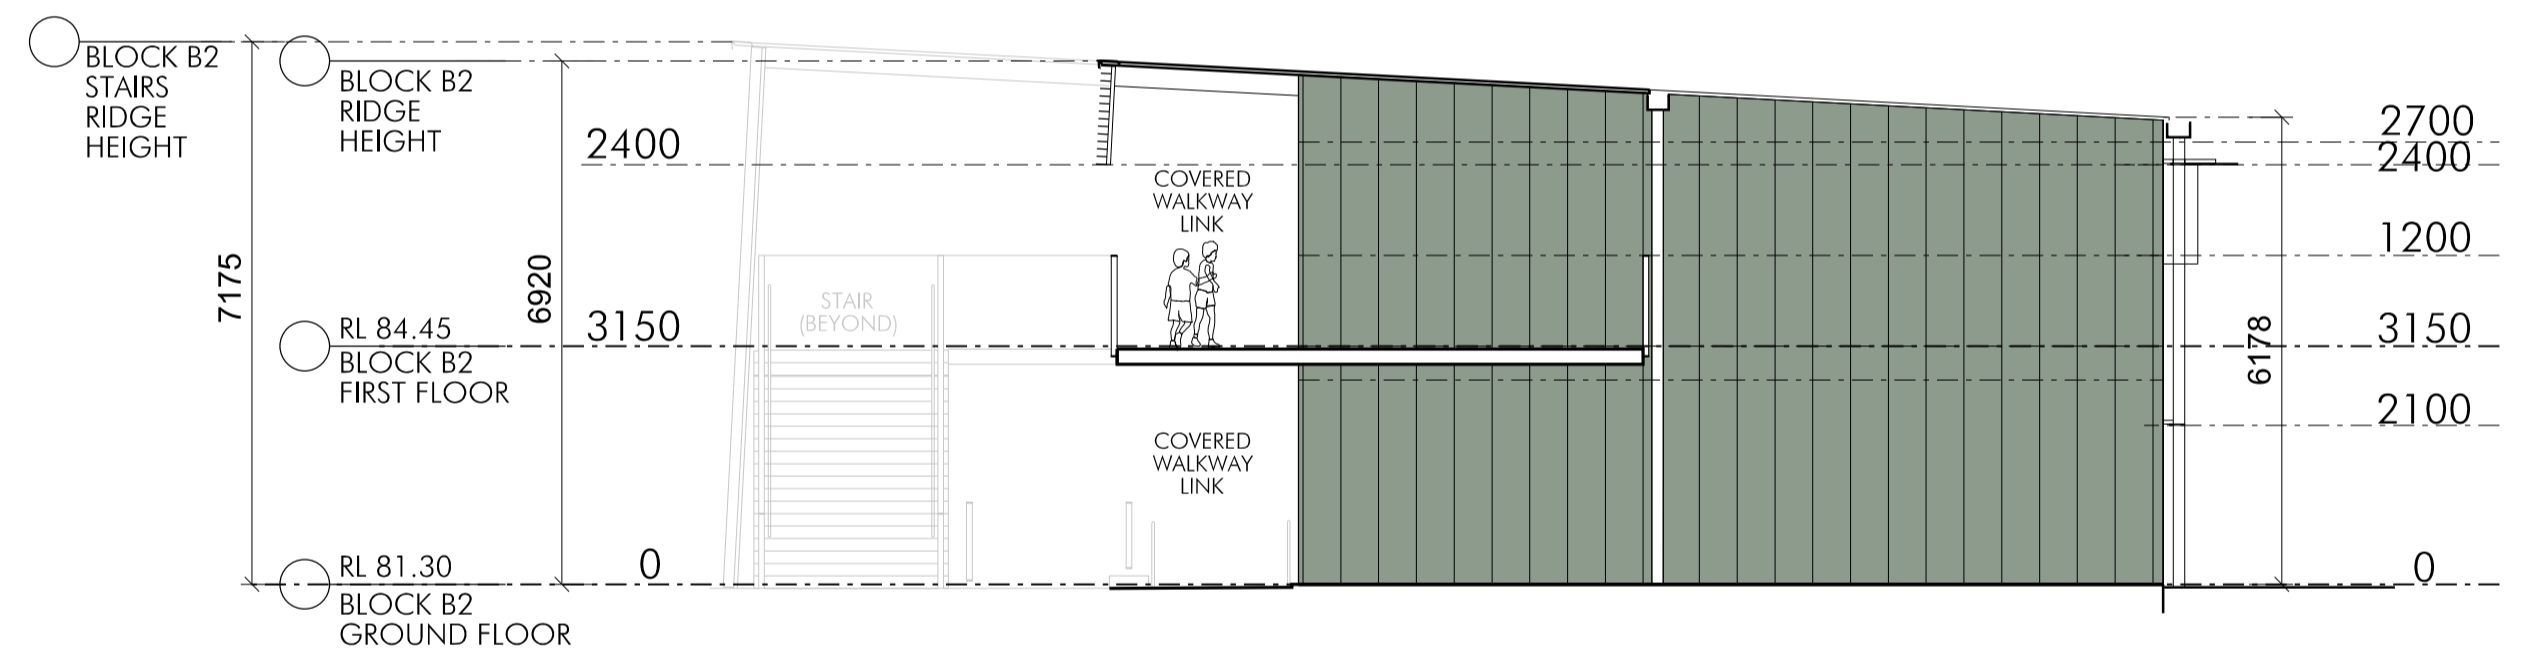 BLOCK B2
STAIRS
RIDGE
HEIGHT
BLOCK B2
RIDGE
HEIGHT
7175
6920
2400
3150
0
RL 84.45
BLOCK B2
FIRST FLOOR
RL 81.30
BLOCK B2
GROUND FLOOR
STAIR
(BEYOND)
COVERED
WALKWAY
LINK
COVERED
WALKWAY
LINK
6178
2700
2400
1200
3150
2100
0